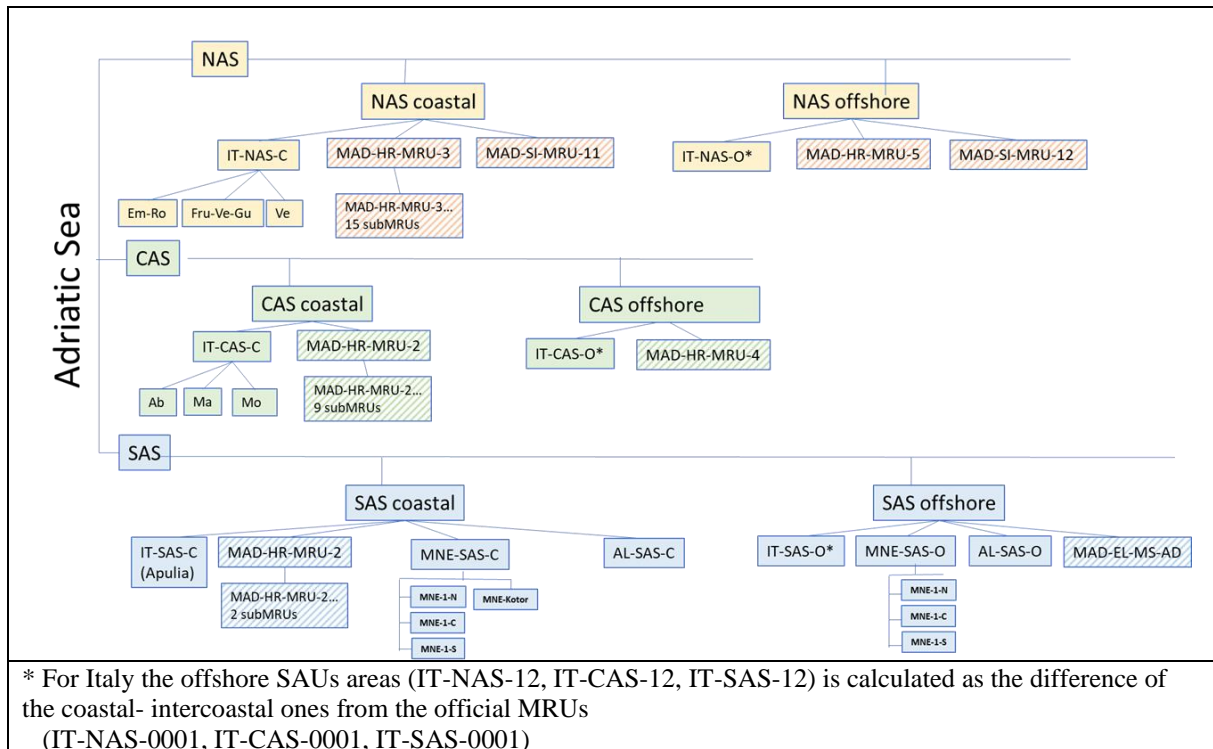 Adriatic Sea
NAS
NAS coastal
NAS offshore
IT-NAS-C
MAD-HR-MRU-3
MAD-SI-MRU-11
IT-NAS-O*
MAD-HR-MRU-5
MAD-SI-MRU-12
Em-Ro
Fru-Ve-Gu
Ve
MAD-HR-MRU-3...
15 subMRUs
CAS
CAS coastal
CAS offshore
IT-CAS-C
MAD-HR-MRU-2
IT-CAS-O*
MAD-HR-MRU-4
Ab
Ma
Mo
MAD-HR-MRU-2...
9 subMRUs
SAS
SAS coastal
SAS offshore
IT-SAS-C
(Apulia)
MAD-HR-MRU-2
MNE-SAS-C
AL-SAS-C
IT-SAS-O*
MNE-SAS-O
AL-SAS-O
MAD-EL-MS-AD
MAD-HR-MRU-2...
2 subMRUs
MNE-1-N
MNE-Kotor
MNE-1-C
MNE-1-S
MNE-1-N
MNE-1-C
MNE-1-S
* For Italy the offshore SAUs areas (IT-NAS-12, IT-CAS-12, IT-SAS-12) is calculated as the difference of
the coastal- intercoastal ones from the official MRUs
(IT-NAS-0001, IT-CAS-0001, IT-SAS-0001)